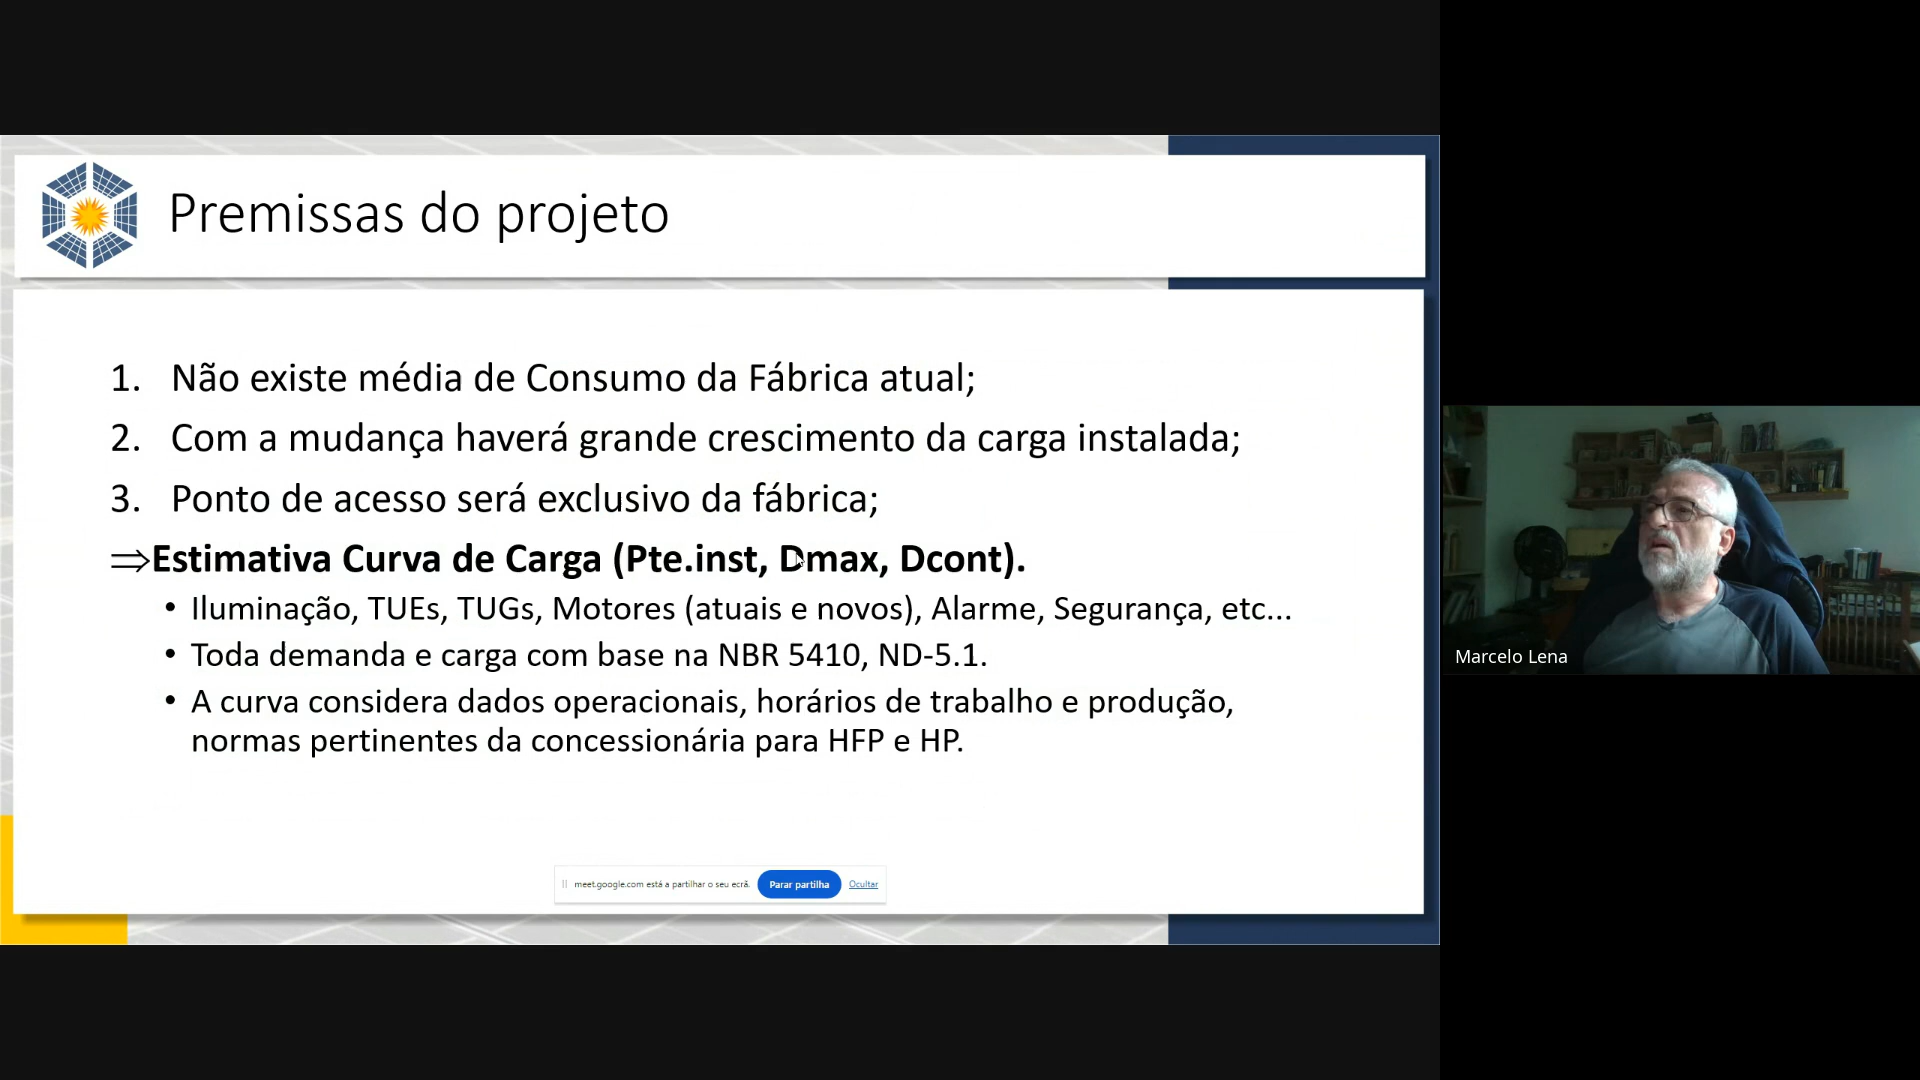 Premissas do projeto
1. Não existe média de Consumo da Fábrica atual;
2. Com a mudança haverá grande crescimento da carga instalada;
3. Ponto de acesso será exclusivo da fábrica;
⇒Estimativa Curva de Carga (Pte.inst, Dmax, Dcont).
• Iluminação, TUEs, TUGs, Motores (atuais e novos), Alarme, Segurança, etc...
• Toda demanda e carga com base na NBR 5410, ND-5.1.
• A curva considera dados operacionais, horários de trabalho e produção,
normas pertinentes da concessionária para HFP e HP.
meet.google.com está a partilhar o seu ecrã. Parar partilha Ocultar
Marcelo Lena